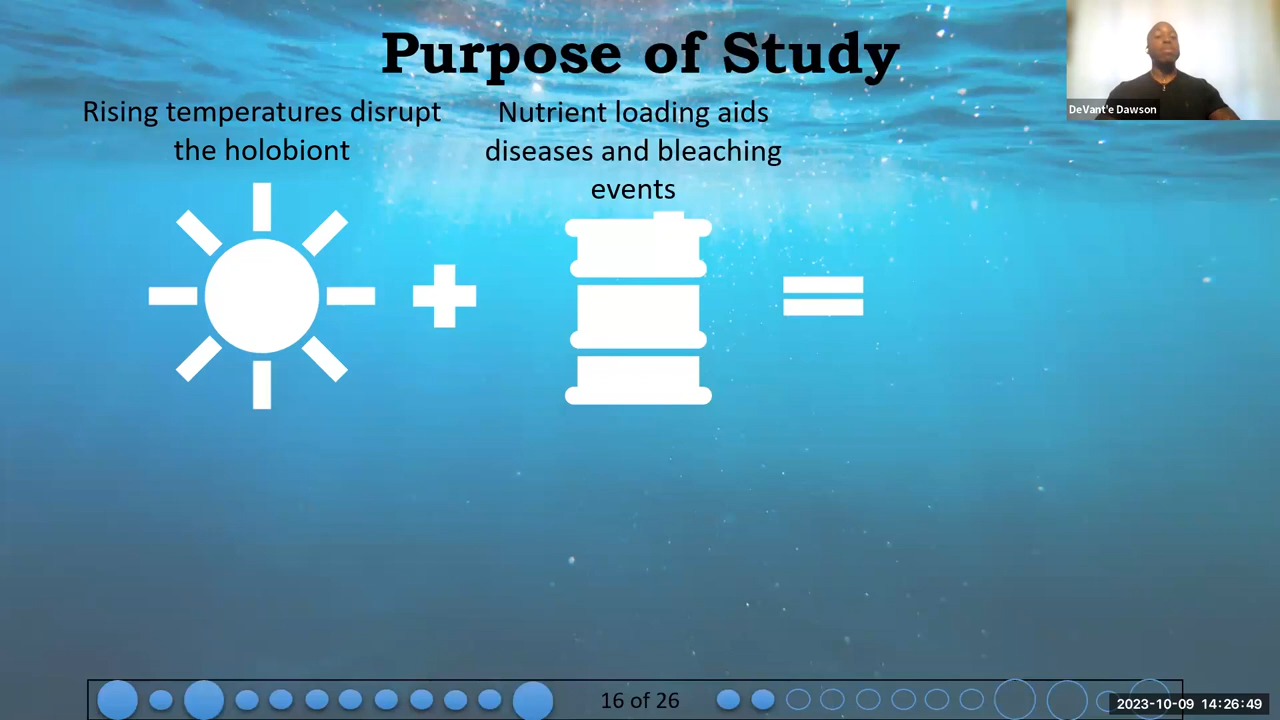 Purpose of Study
DeVant'e Dawson
Rising temperatures disrupt
the holobiont
Nutrient loading aids
diseases and bleaching
events
16 of 26
2023-10-09 14:26:49